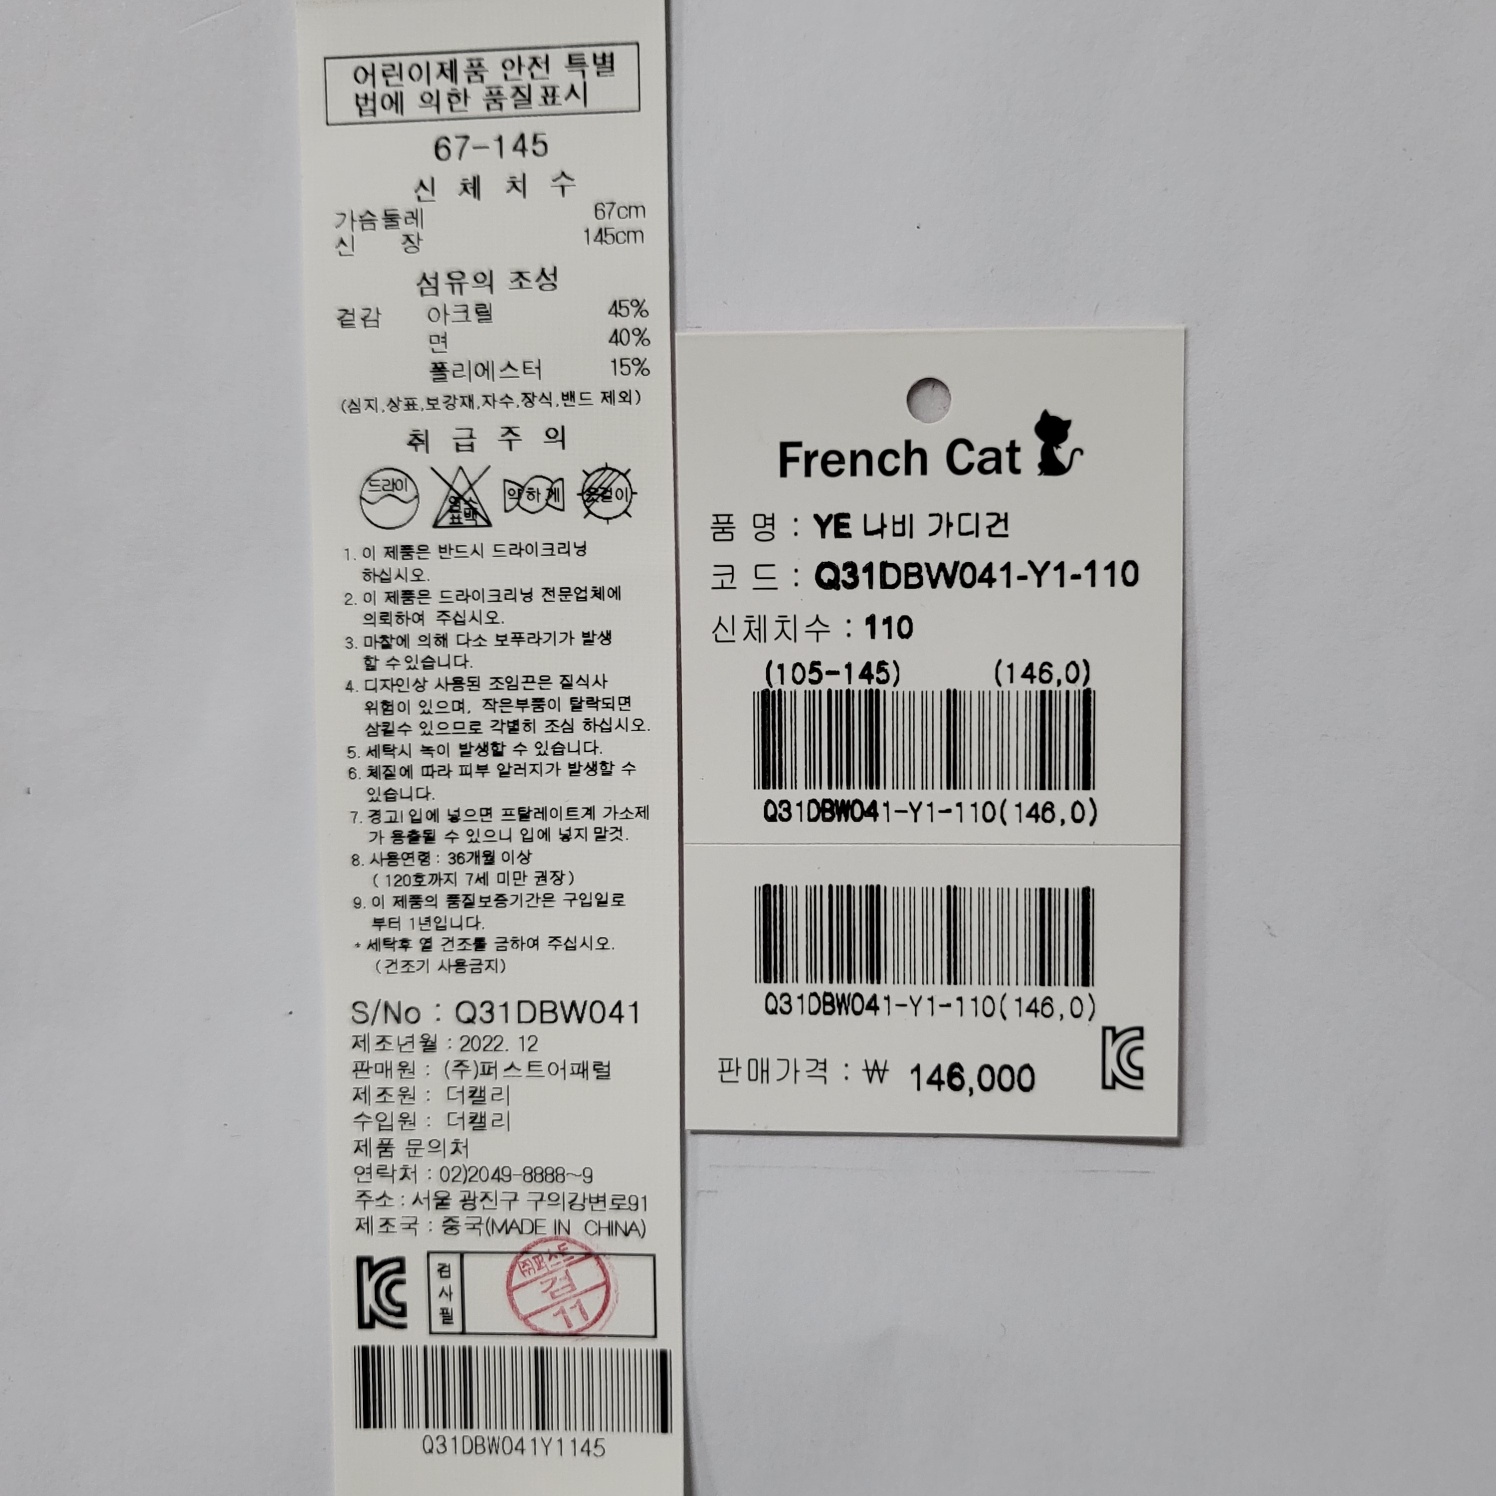 어린이제품 안전 특별
법에 의한 품질표시
67-145
신 체 치 수
가슴둘레 67cm
신 장 145cm
섬유의 조성
겉감 아크릴 45%
면 40%
폴리에스터 15%
(심지,상표,보강재,자수,장식,밴드 제외)
취 급 주 의
드라이 염소 표백 약하게 옷걸이
1. 이 제품은 반드시 드라이크리닝
하십시오.
2. 이 제품은 드라이크리닝 전문업체에
의뢰하여 주십시오.
3. 마찰에 의해 다소 보푸라기가 발생
할 수 있습니다.
4. 디자인상 사용된 조임끈은 질식사
위험이 있으며, 작은부품이 탈락되면
삼킬수 있으므로 각별히 조심 하십시오.
5. 세탁시 녹이 발생할 수 있습니다.
6. 체질에 따라 피부 알러지가 발생할 수
있습니다.
7. 경고! 입에 넣으면 프탈레이트계 가소제
가 용출될 수 있으니 입에 넣지 말것.
8. 사용연령 : 36개월 이상
( 120호까지 7세 미만 권장 )
9. 이 제품의 품질보증기간은 구입일로
부터 1년입니다.
* 세탁후 열 건조를 금하여 주십시오.
(건조기 사용금지)
S/No : Q31DBW041
제조년월 : 2022. 12
판매원 : (주)퍼스트어패럴
제조원 : 더캘리
수입원 : 더캘리
제품 문의처
연락처 : 02)2049-8888~9
주소 : 서울 광진구 구의강변로91
제조국 : 중국(MADE IN CHINA)
KC 검사필 ㈜퍼스트 검 11
Q31DBW041Y1145
French Cat
품 명 : YE 나비 가디건
코 드 : Q31DBW041-Y1-110
신체치수 : 110
(105-145) (146,0)
Q31DBW041-Y1-110(146,0)
Q31DBW041-Y1-110(146,0)
KC
판매가격 : ₩ 146,000